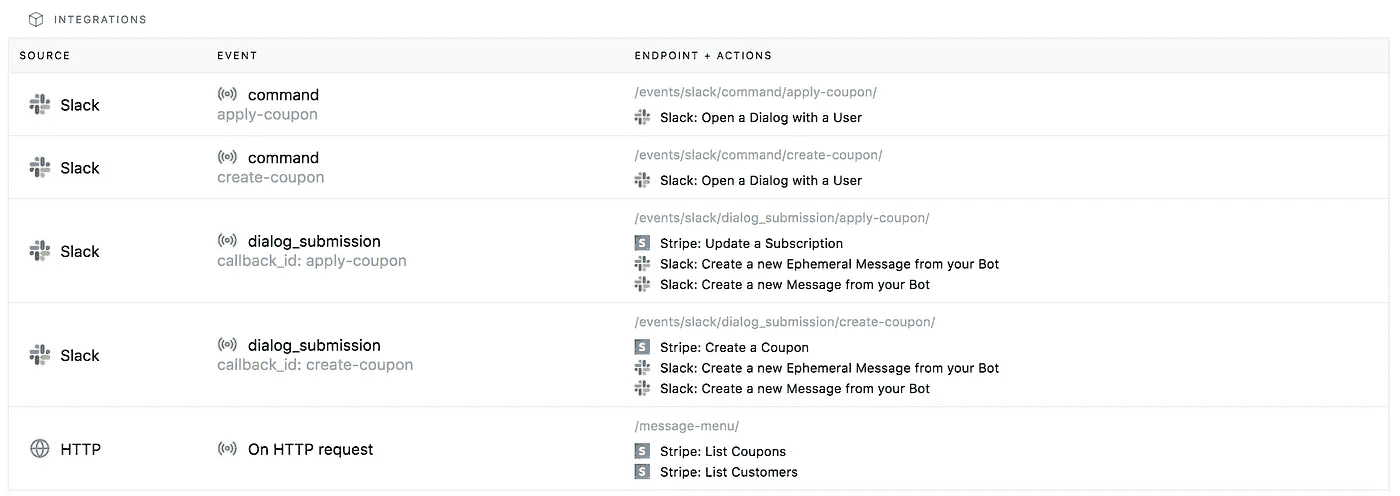 INTEGRATIONS
SOURCE EVENT ENDPOINT + ACTIONS
Slack
command
apply-coupon
/events/slack/command/apply-coupon/
Slack: Open a Dialog with a User
Slack
command
create-coupon
/events/slack/command/create-coupon/
Slack: Open a Dialog with a User
Slack
dialog_submission
callback_id: apply-coupon
/events/slack/dialog_submission/apply-coupon/
S Stripe: Update a Subscription
Slack: Create a new Ephemeral Message from your Bot
Slack: Create a new Message from your Bot
Slack
dialog_submission
callback_id: create-coupon
/events/slack/dialog_submission/create-coupon/
S Stripe: Create a Coupon
Slack: Create a new Ephemeral Message from your Bot
Slack: Create a new Message from your Bot
HTTP
On HTTP request
/message-menu/
S Stripe: List Coupons
S Stripe: List Customers